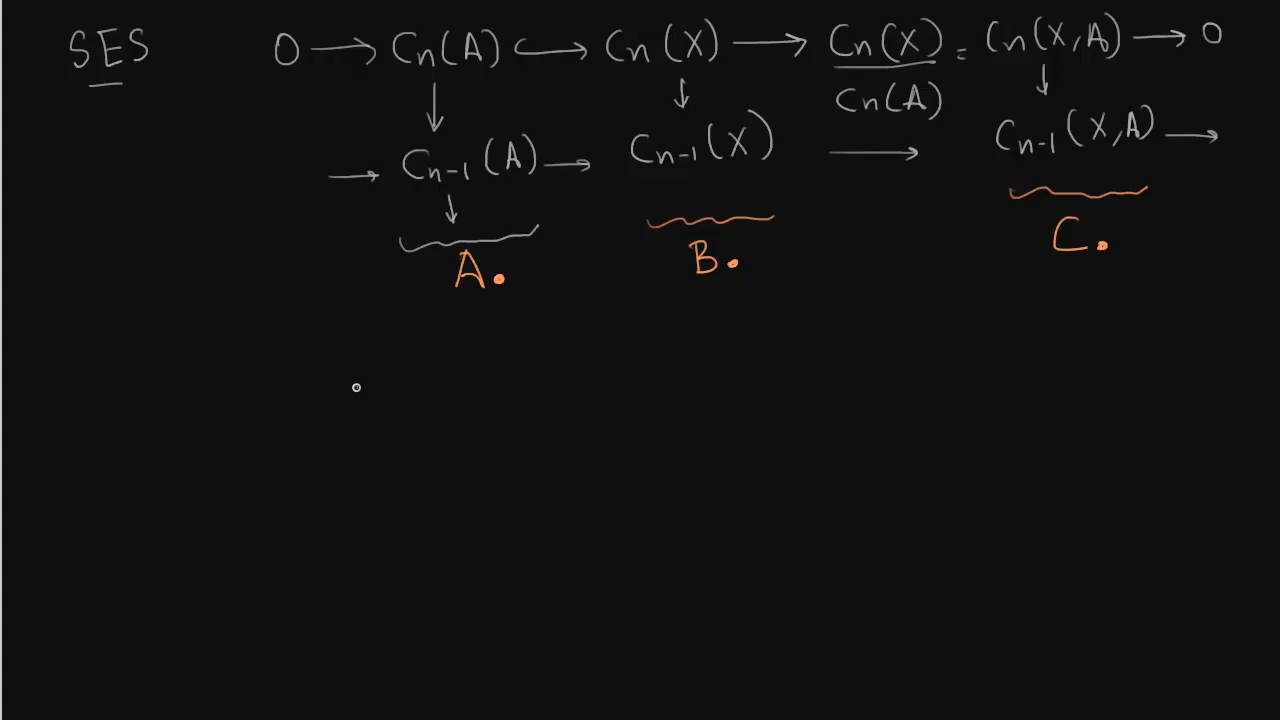 SES 0 → Cn(A) ↪ Cn(X) → Cn(X)/Cn(A) = Cn(X,A) → 0
↓ ↓ ↓
→ Cn-1(A) → Cn-1(X) → Cn-1(X,A) →
↓
A. B. C.